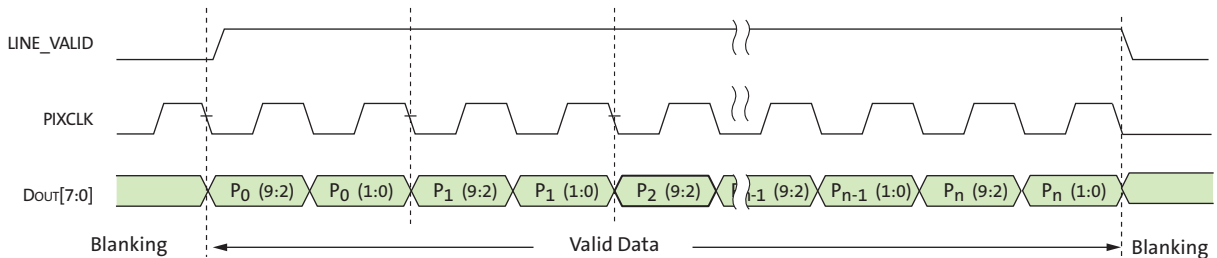 LINE_VALID
PIXCLK
DOUT[7:0]
P0 (9:2) P0 (1:0) P1 (9:2) P1 (1:0) P2 (9:2) n-1 (9:2) Pn-1 (1:0) Pn (9:2) Pn (1:0)
Blanking Valid Data Blanking